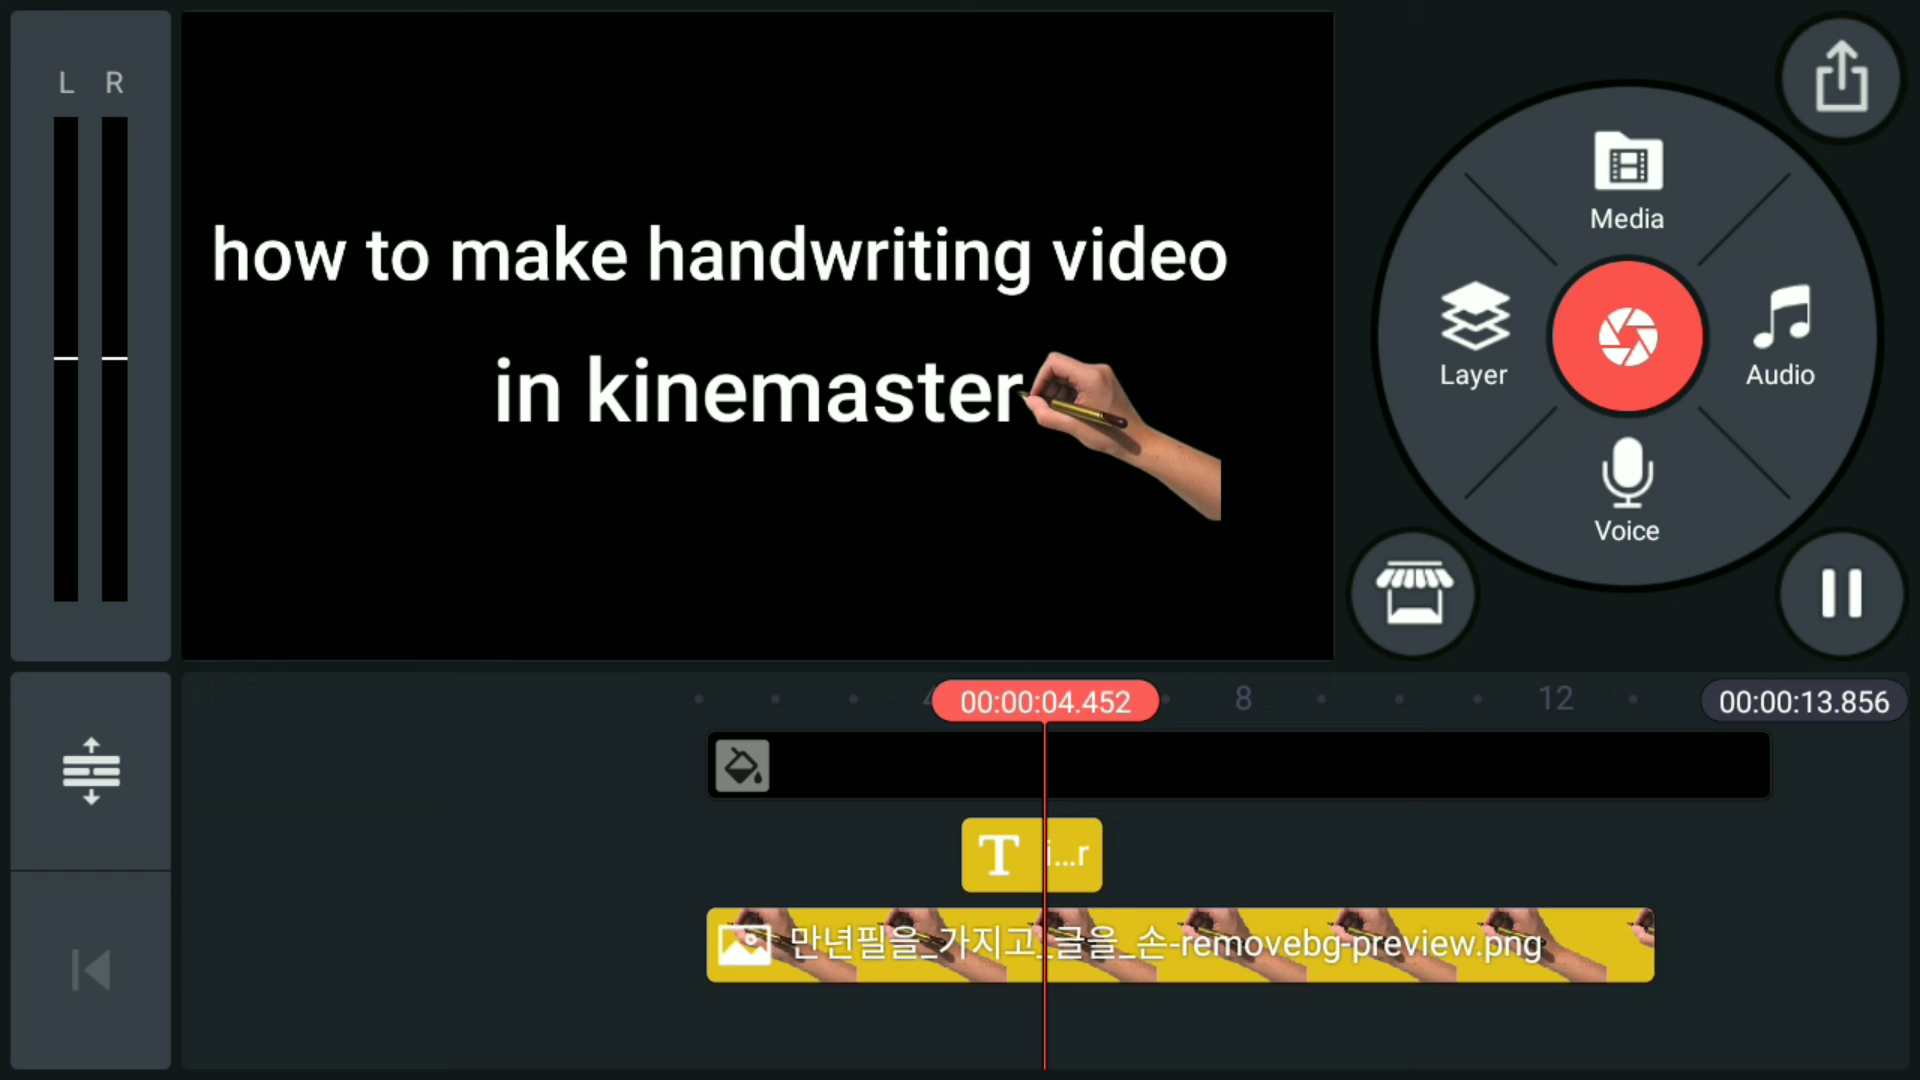 L R
how to make handwriting video
in kinemaster
Media
Layer
Audio
Voice
00:00:04.452
8
12
00:00:13.856
T i...r
만년필을_가지고_글을_손-removebg-preview.png